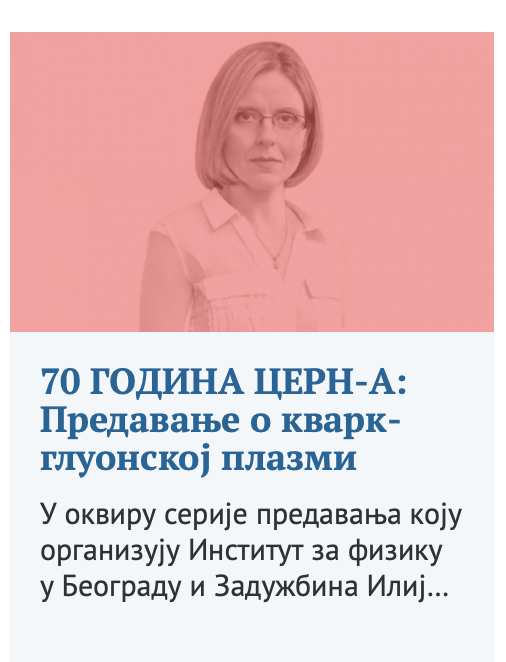 70 ГОДИНА ЦЕРН-А:
Предавање о кварк-
глуонској плазми
У оквиру серије предавања коју
организују Институт за физику
у Београду и Задужбина Илиј...